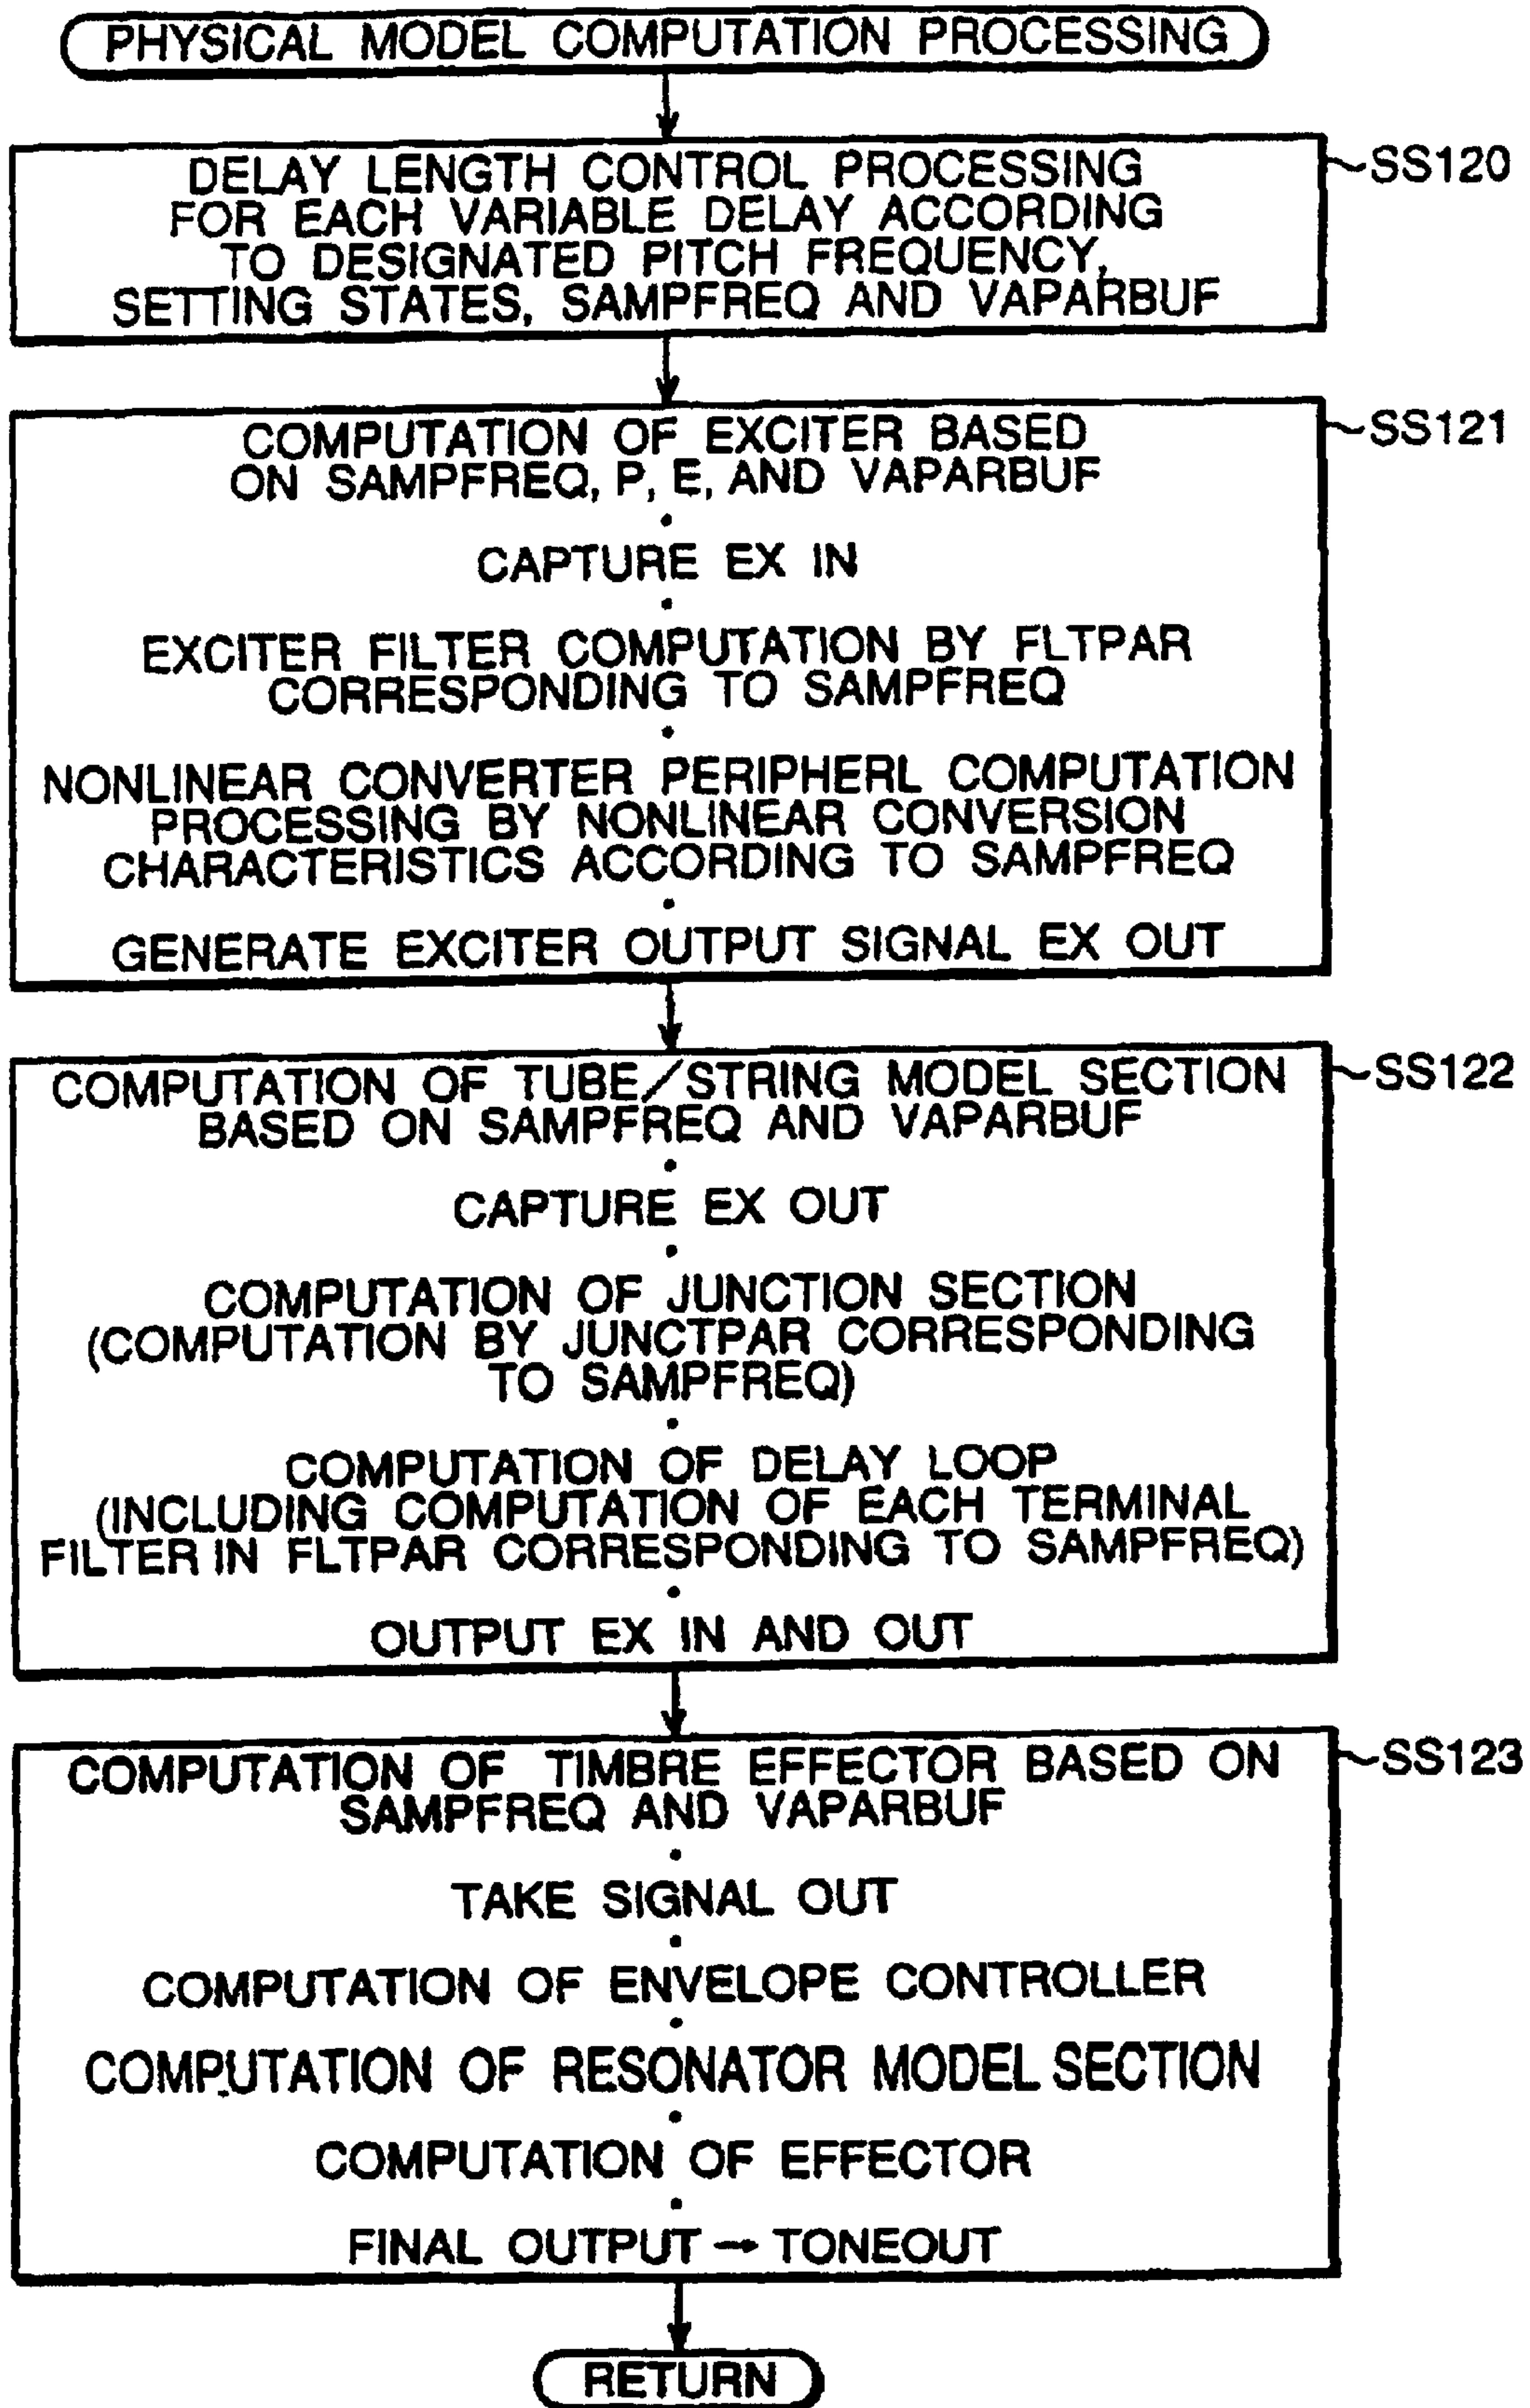 PHYSICAL MODEL COMPUTATION PROCESSING
DELAY LENGTH CONTROL PROCESSING
FOR EACH VARIABLE DELAY ACCORDING
TO DESIGNATED PITCH FREQUENCY,
SETTING STATES, SAMPFREQ AND VAPARBUF
SS120
COMPUTATION OF EXCITER BASED
ON SAMPFREQ, P, E, AND VAPARBUF
SS121
CAPTURE EX IN
EXCITER FILTER COMPUTATION BY FLTPAR
CORRESPONDING TO SAMPFREQ
NONLINEAR CONVERTER PERIPHERL COMPUTATION
PROCESSING BY NONLINEAR CONVERSION
CHARACTERISTICS ACCORDING TO SAMPFREQ
GENERATE EXCITER OUTPUT SIGNAL EX OUT
COMPUTATION OF TUBE/STRING MODEL SECTION
BASED ON SAMPFREQ AND VAPARBUF
SS122
CAPTURE EX OUT
COMPUTATION OF JUNCTION SECTION
(COMPUTATION BY JUNCTPAR CORRESPONDING
TO SAMPFREQ)
COMPUTATION OF DELAY LOOP
(INCLUDING COMPUTATION OF EACH TERMINAL
FILTER IN FLTPAR CORRESPONDING TO SAMPFREQ)
OUTPUT EX IN AND OUT
COMPUTATION OF TIMBRE EFFECTOR BASED ON
SAMPFREQ AND VAPARBUF
SS123
TAKE SIGNAL OUT
COMPUTATION OF ENVELOPE CONTROLLER
COMPUTATION OF RESONATOR MODEL SECTION
COMPUTATION OF EFFECTOR
FINAL OUTPUT → TONEOUT
RETURN